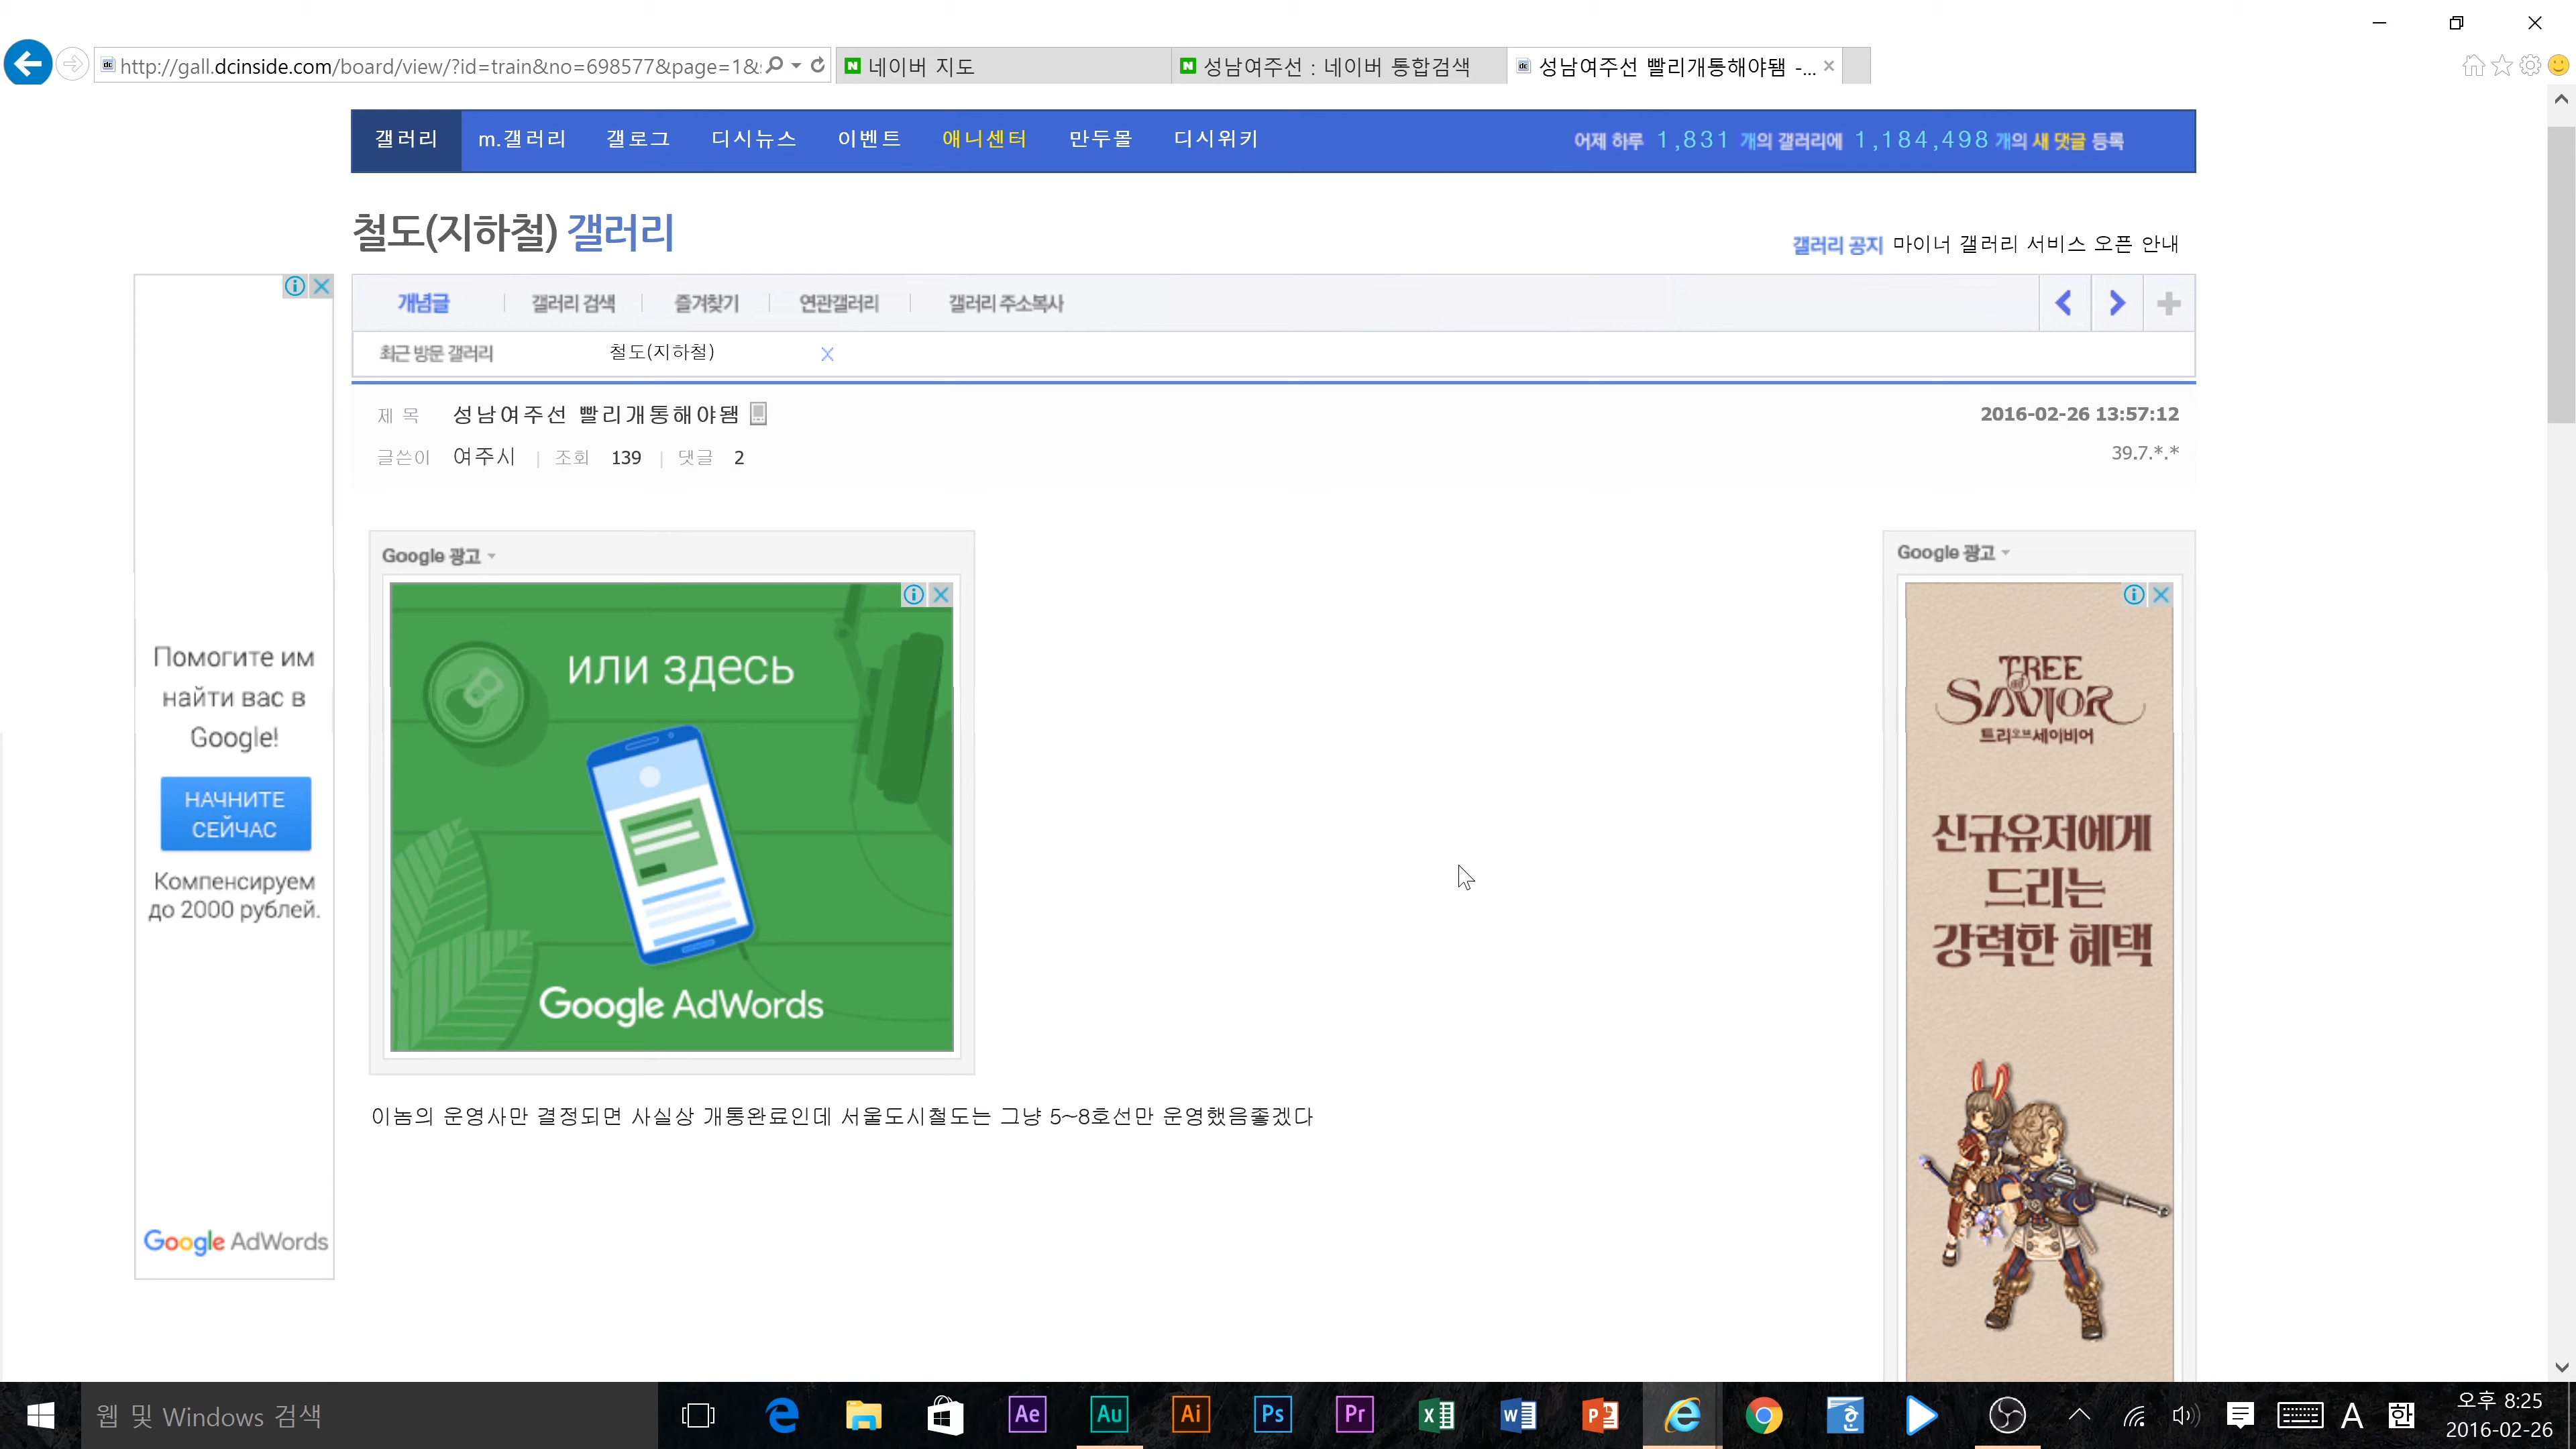 http://gall.dcinside.com/board/view/?id=train&no=698577&page=1&
네이버 지도
성남여주선 : 네이버 통합검색
성남여주선 빨리개통해야됌 -...
갤러리 m.갤러리 갤로그 디시뉴스 이벤트 애니센터 만두몰 디시위키
어제 하루 1,831 개의 갤러리에 1,184,498 개의 새 댓글 등록
철도(지하철) 갤러리
갤러리 공지 마이너 갤러리 서비스 오픈 안내
개념글 | 갤러리 검색 | 즐겨찾기 | 연관갤러리 | 갤러리 주소복사
최근 방문 갤러리 철도(지하철) X
제 목 성남여주선 빨리개통해야됌
2016-02-26 13:57:12
글쓴이 여주시 | 조회 139 | 댓글 2
39.7.*.*
Помогите им
найти вас в
Google!
НАЧНИТЕ
СЕЙЧАС
Компенсируем
до 2000 рублей.
Google AdWords
Google 광고
или здесь
Google AdWords
Google 광고
TREE
OF
SAVIOR
트리오브세이비어
신규유저에게
드리는
강력한 혜택
이놈의 운영사만 결정되면 사실상 개통완료인데 서울도시철도는 그냥 5~8호선만 운영했음좋겠다
웹 및 Windows 검색
Ae
Au
Ai
Ps
Pr
A
한
오후 8:25
2016-02-26